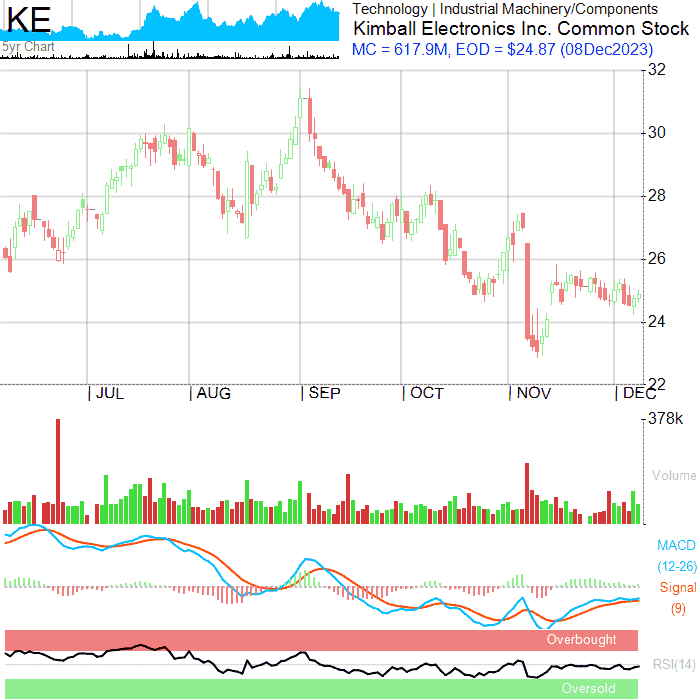 KE
5yr Chart
Technology | Industrial Machinery/Components
Kimball Electronics Inc. Common Stock
MC = 617.9M, EOD = $24.87 (08Dec2023)
32
30
28
26
24
22
JUL AUG SEP OCT NOV DEC
378k
Volume
MACD
(12-26)
Signal
(9)
Overbought
RSI(14)
Oversold